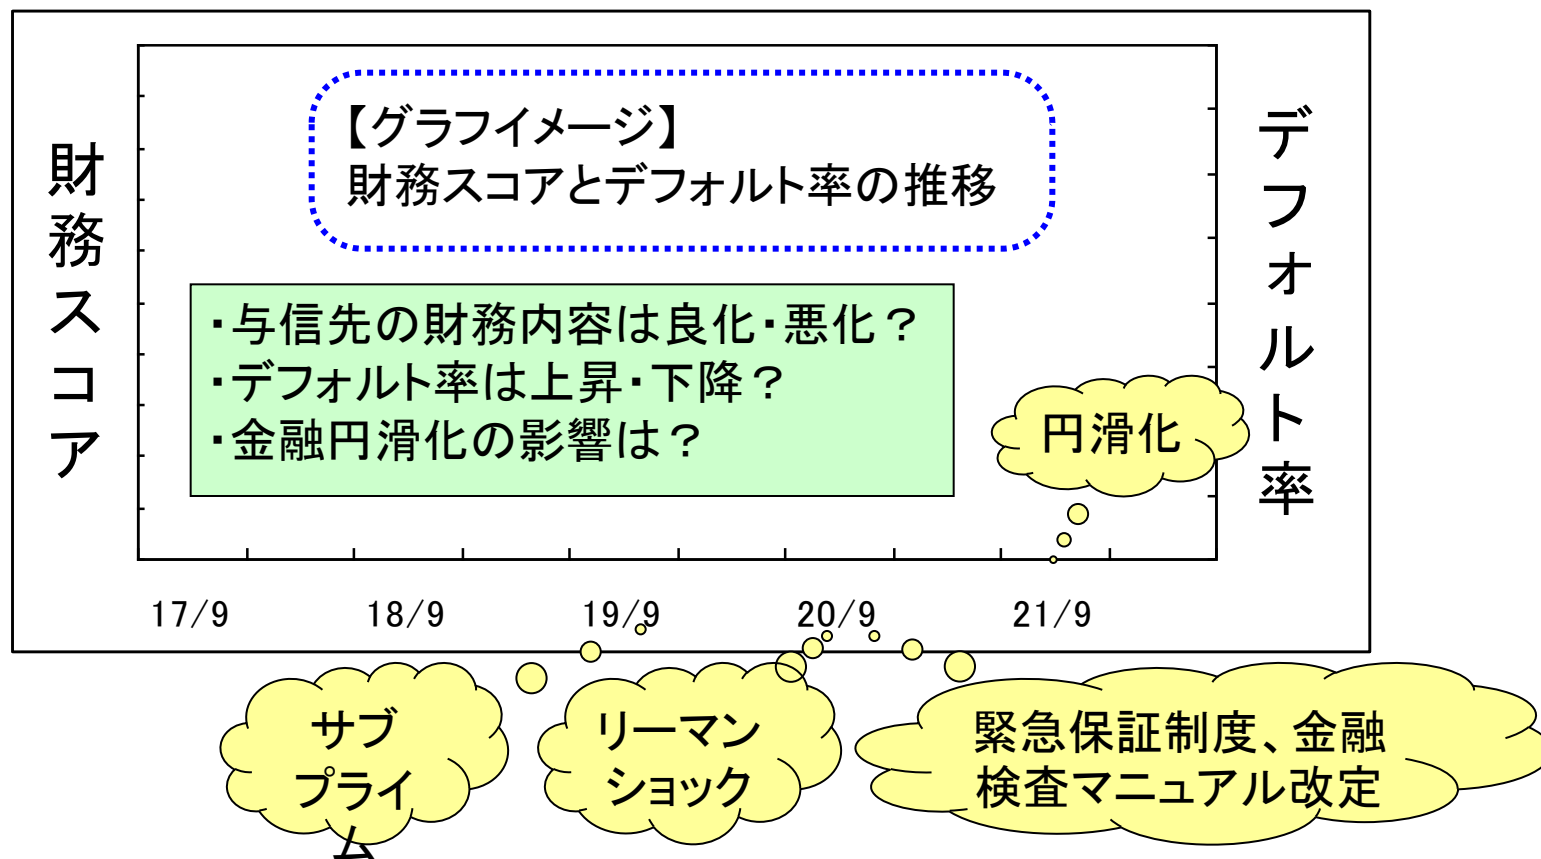 財務スコア
【グラフイメージ】
財務スコアとデフォルト率の推移
デフォルト率
・与信先の財務内容は良化・悪化？
・デフォルト率は上昇・下降？
・金融円滑化の影響は？
円滑化
17/9 18/9 19/9 20/9 21/9
サブ
プライ
ム
リーマン
ショック
緊急保証制度、金融
検査マニュアル改定